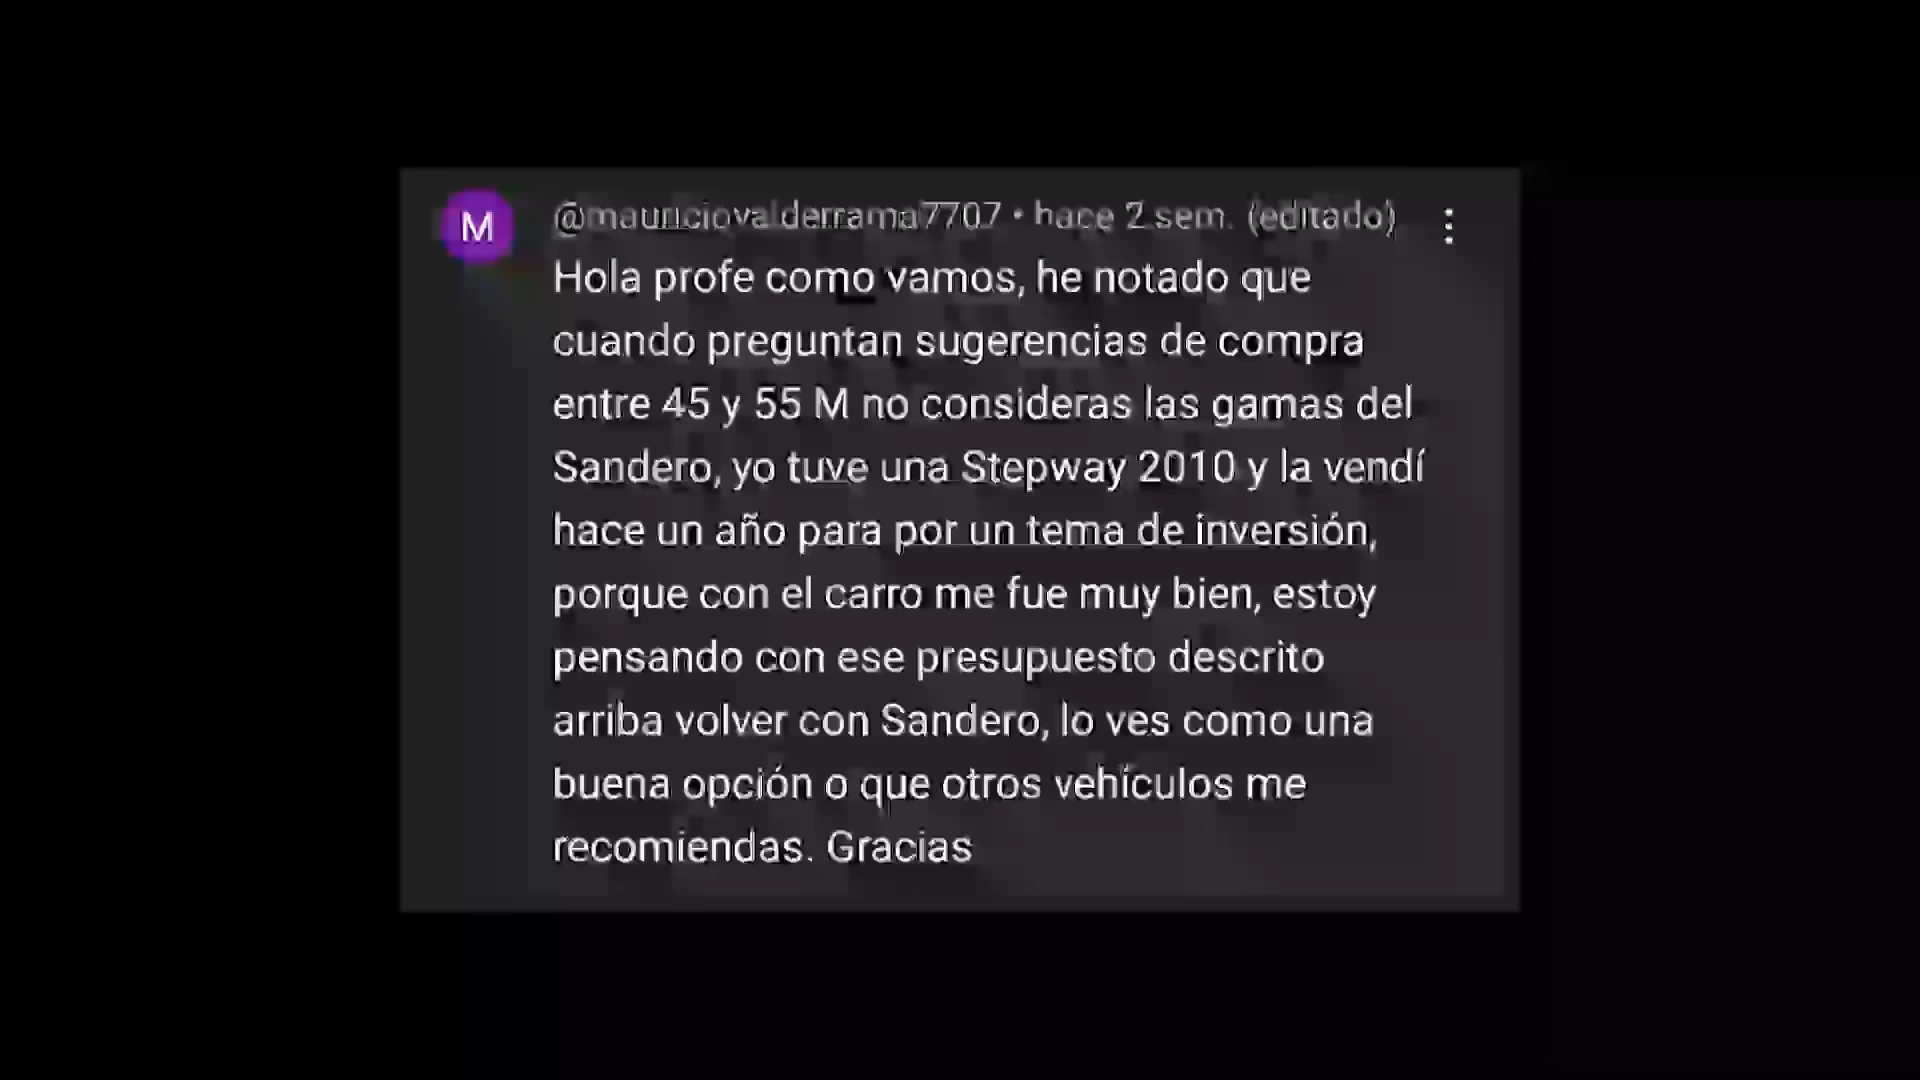 M
@mauriciovalderrama7707 • hace 2 sem. (editado)
Hola profe como vamos, he notado que
cuando preguntan sugerencias de compra
entre 45 y 55 M no consideras las gamas del
Sandero, yo tuve una Stepway 2010 y la vendí
hace un año para por un tema de inversión,
porque con el carro me fue muy bien, estoy
pensando con ese presupuesto descrito
arriba volver con Sandero, lo ves como una
buena opción o que otros vehículos me
recomiendas. Gracias